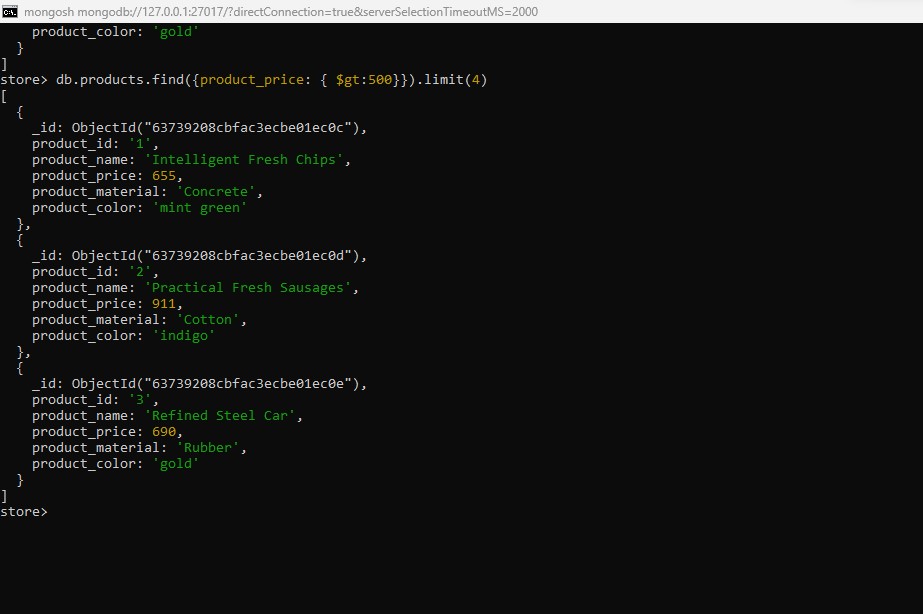 mongosh mongodb://127.0.0.1:27017/?directConnection=true&serverSelectionTimeoutMS=2000
    product_color: 'gold'
  }
]
store> db.products.find({product_price: { $gt:500}}).limit(4)
[
  {
    _id: ObjectId("63739208cbfac3ecbe01ec0c"),
    product_id: '1',
    product_name: 'Intelligent Fresh Chips',
    product_price: 655,
    product_material: 'Concrete',
    product_color: 'mint green'
  },
  {
    _id: ObjectId("63739208cbfac3ecbe01ec0d"),
    product_id: '2',
    product_name: 'Practical Fresh Sausages',
    product_price: 911,
    product_material: 'Cotton',
    product_color: 'indigo'
  },
  {
    _id: ObjectId("63739208cbfac3ecbe01ec0e"),
    product_id: '3',
    product_name: 'Refined Steel Car',
    product_price: 690,
    product_material: 'Rubber',
    product_color: 'gold'
  }
]
store>